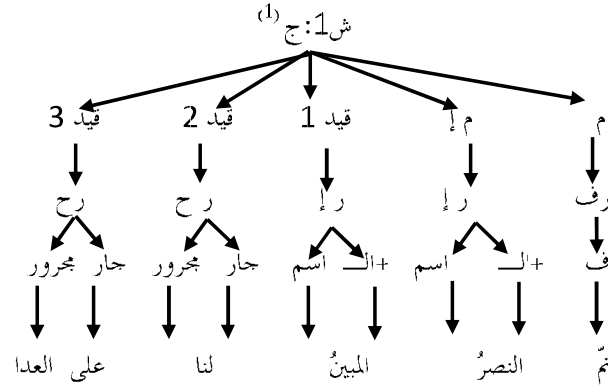 ش1: ج (1)
م م إ قيد 1 قيد 2 قيد 3
رف ر إ ر إ ر ح رح
ف +الـ اسم +الـ اسم جار مجرور جار مجرور
تمّ النصرُ المبينُ لنا على العدا